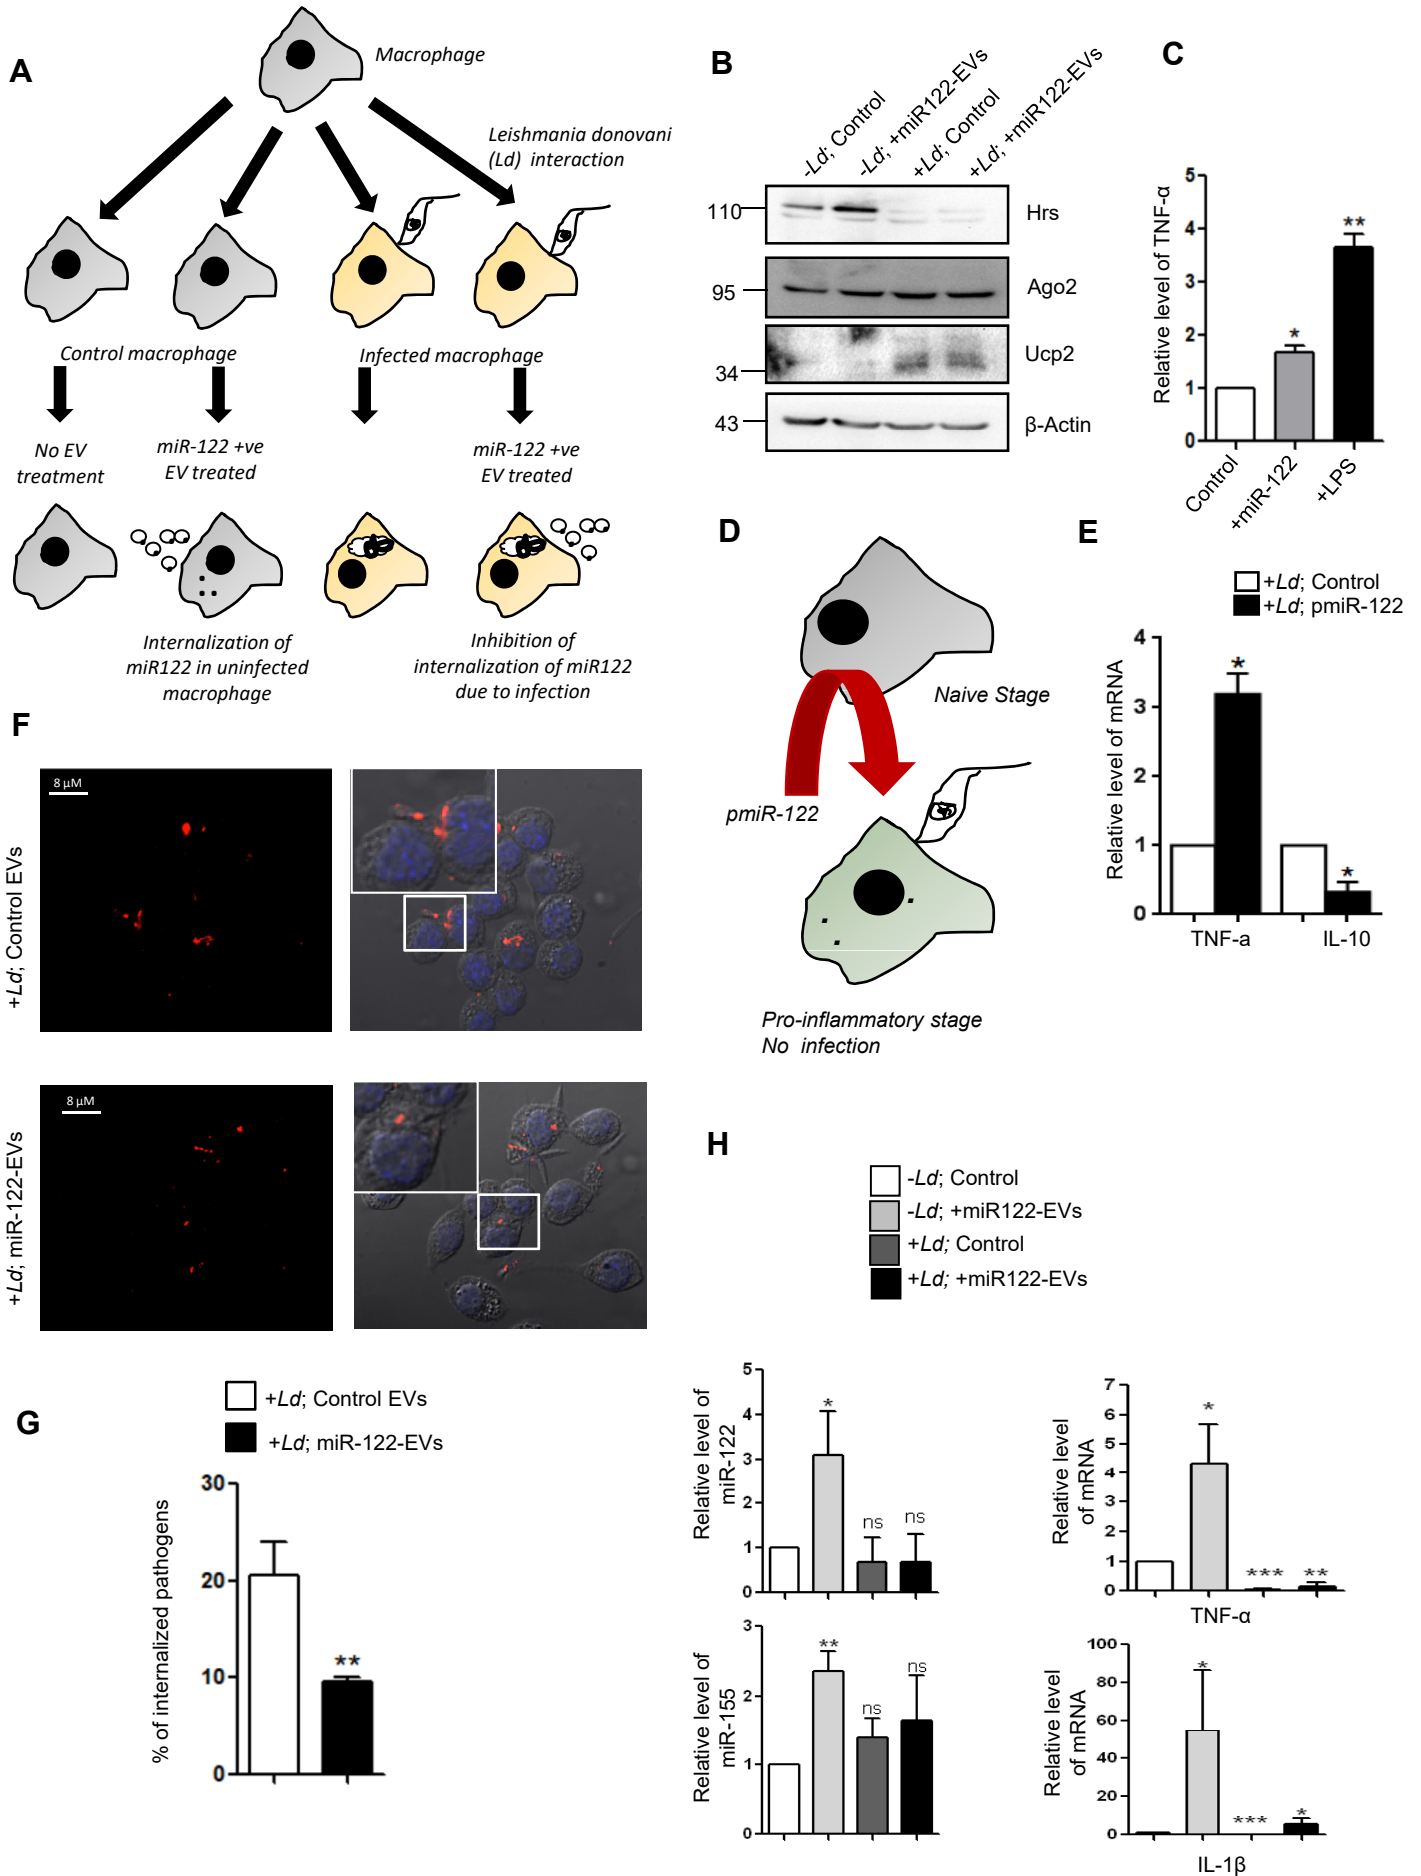 A
Macrophage
Leishmania donovani
(Ld) interaction
Control macrophage
Infected macrophage
No EV
treatment
miR-122 +ve
EV treated
miR-122 +ve
EV treated
Internalization of
miR122 in uninfected
macrophage
Inhibition of
internalization of miR122
due to infection
B
-Ld; Control
-Ld; +miR122-EVs
+Ld; Control
+Ld; +miR122-EVs
110
Hrs
95
Ago2
34
Ucp2
43
β-Actin
C
Relative level of TNF-α
5
4
3
2
1
0
*
**
Control
+miR-122
+LPS
D
Naive Stage
pmiR-122
Pro-inflammatory stage
No infection
E
+Ld; Control
+Ld; pmiR-122
Relative level of mRNA
4
3
2
1
0
*
*
TNF-a
IL-10
F
+Ld; Control EVs
8 µM
+Ld; miR-122-EVs
8 µM
G
+Ld; Control EVs
+Ld; miR-122-EVs
% of internalized pathogens
30
20
10
0
**
H
-Ld; Control
-Ld; +miR122-EVs
+Ld; Control
+Ld; +miR122-EVs
Relative level of
miR-122
5
4
3
2
1
0
*
ns
ns
Relative level
of mRNA
7
6
5
4
3
2
1
0
*
***
**
TNF-α
Relative level of
miR-155
3
2
1
0
**
ns
ns
Relative level
of mRNA
100
80
60
40
20
0
*
***
*
IL-1β